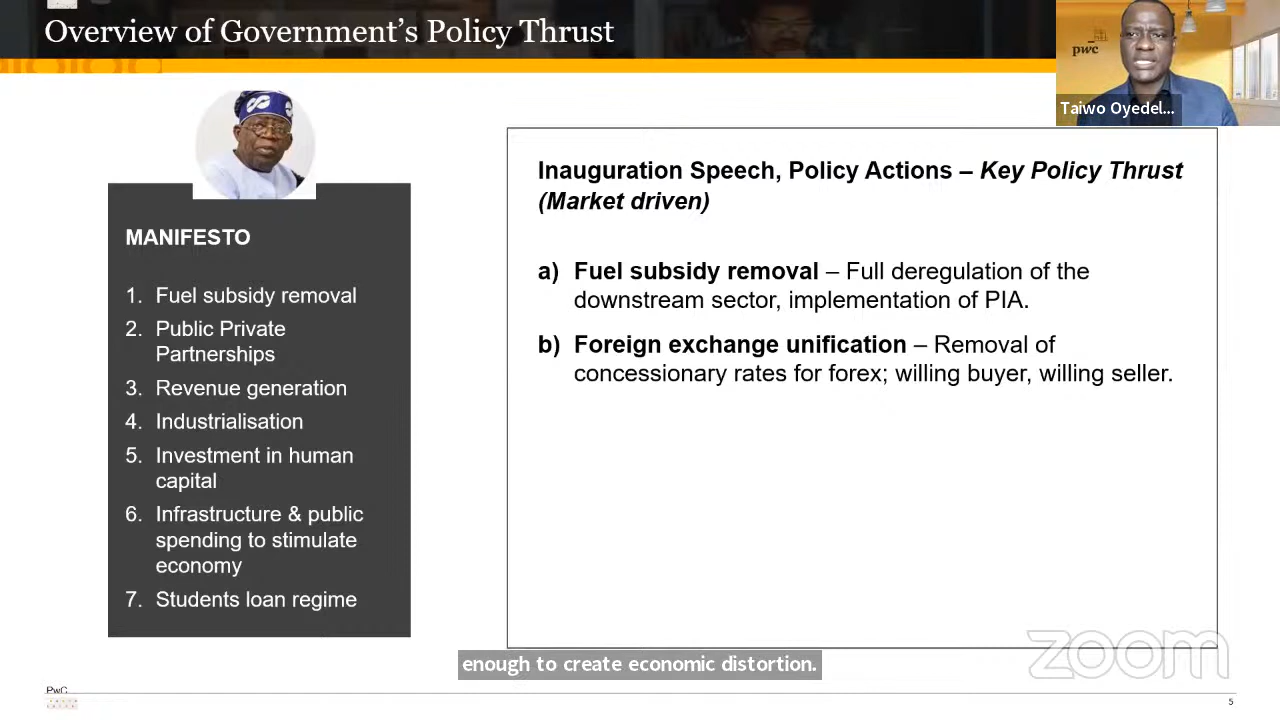 Overview of Government's Policy Thrust
pwc
Taiwo Oyedel...
MANIFESTO
1. Fuel subsidy removal
2. Public Private
Partnerships
3. Revenue generation
4. Industrialisation
5. Investment in human
capital
6. Infrastructure & public
spending to stimulate
economy
7. Students loan regime
Inauguration Speech, Policy Actions – Key Policy Thrust
(Market driven)
a) Fuel subsidy removal – Full deregulation of the
downstream sector, implementation of PIA.
b) Foreign exchange unification – Removal of
concessionary rates for forex; willing buyer, willing seller.
enough to create economic distortion.
zoom
PwC
5